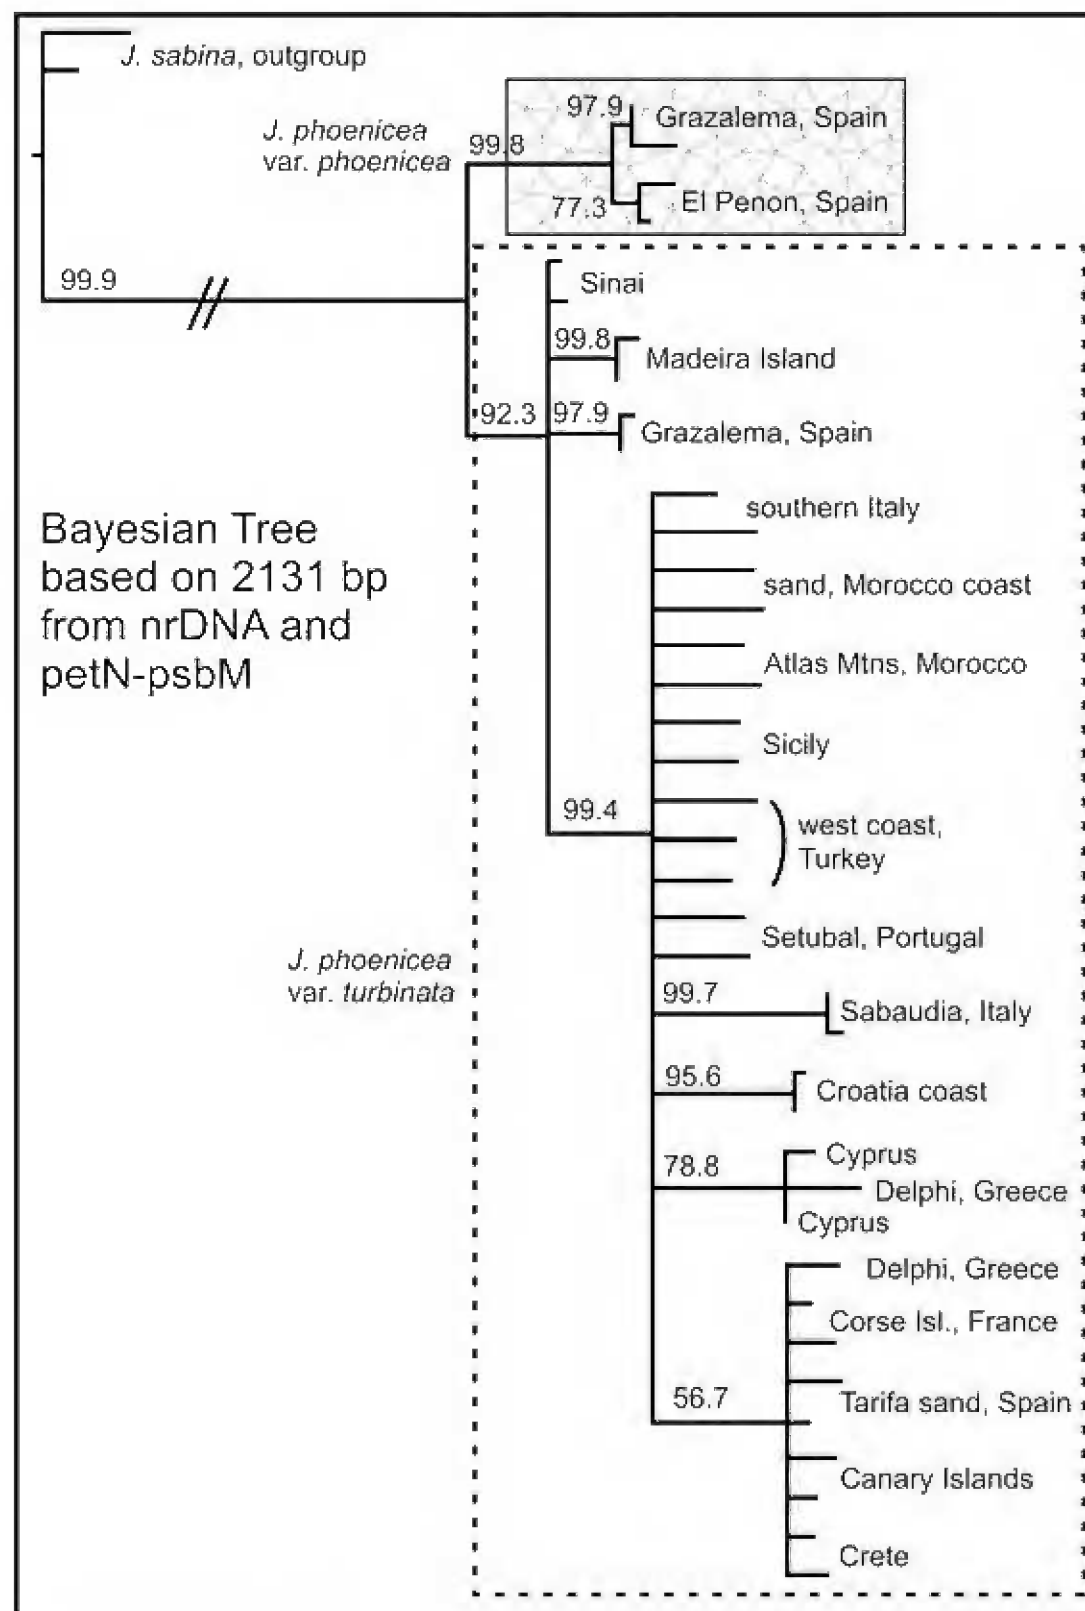 J. sabina, outgroup
J. phoenicea
var. phoenicea
99.8
97.9
Grazalema, Spain
77.3
El Penon, Spain
99.9
Sinai
99.8
Madeira Island
92.3
97.9
Grazalema, Spain
Bayesian Tree
based on 2131 bp
from nrDNA and
petN-psbM
southern Italy
sand, Morocco coast
Atlas Mtns, Morocco
Sicily
99.4
west coast,
Turkey
Setubal, Portugal
J. phoenicea
var. turbinata
99.7
Sabaudia, Italy
95.6
Croatia coast
78.8
Cyprus
Delphi, Greece
Cyprus
Delphi, Greece
Corse Isl., France
56.7
Tarifa sand, Spain
Canary Islands
Crete